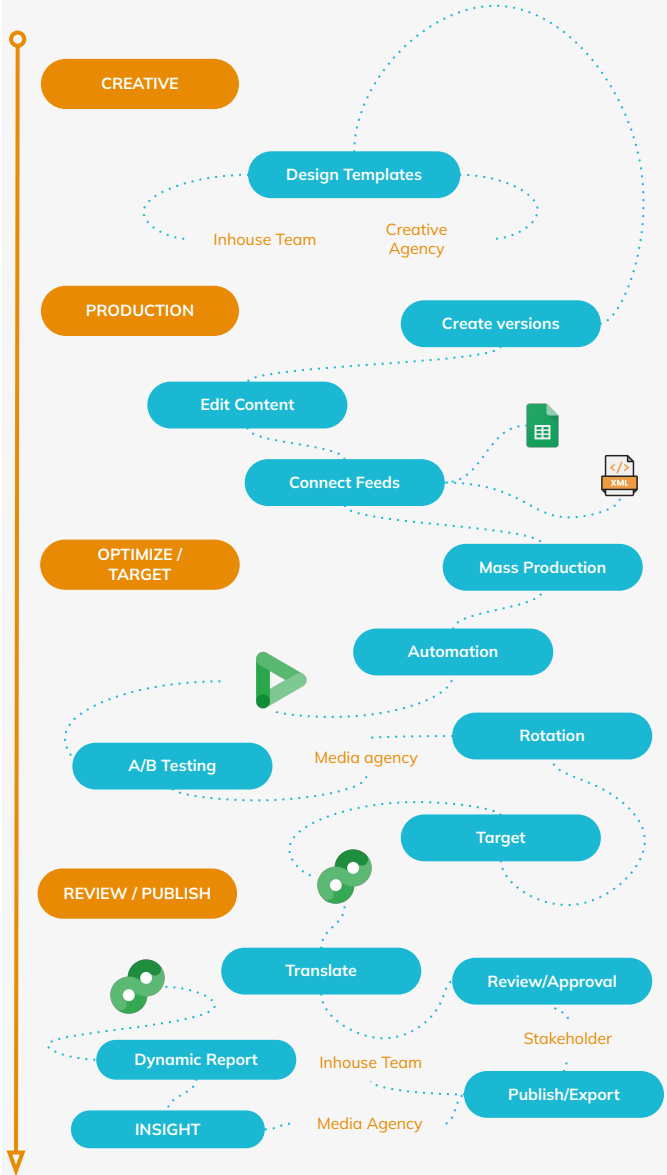 CREATIVE
Design Templates
Inhouse Team
Creative
Agency
PRODUCTION
Create versions
Edit Content
Connect Feeds
</>
XML
OPTIMIZE /
TARGET
Mass Production
Automation
Rotation
Media agency
A/B Testing
Target
REVIEW / PUBLISH
Translate
Review/Approval
Stakeholder
Dynamic Report
Inhouse Team
Publish/Export
INSIGHT
Media Agency